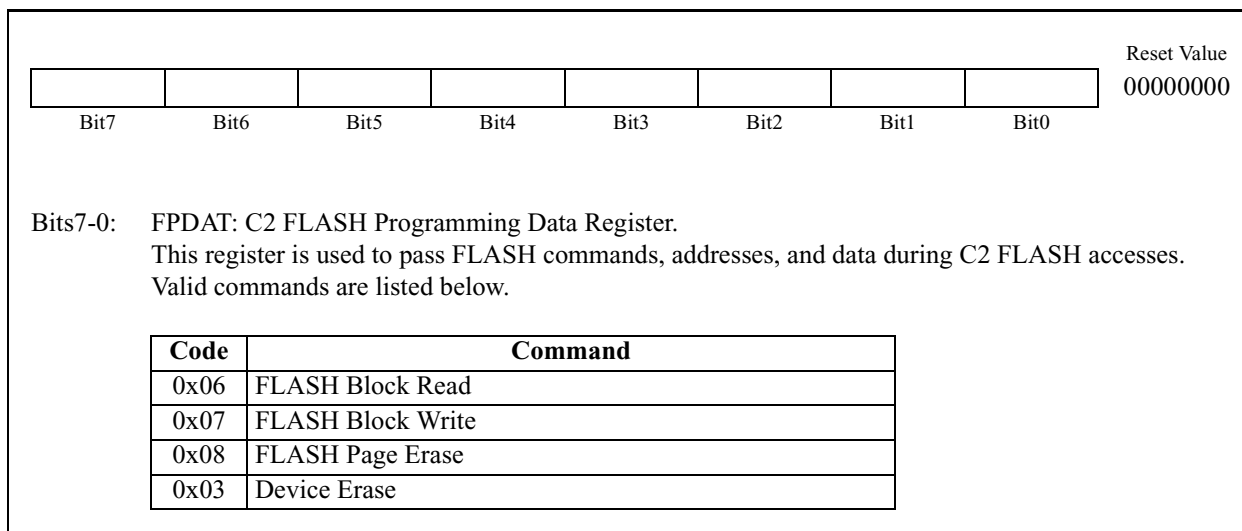 Reset Value
00000000
Bit7 Bit6 Bit5 Bit4 Bit3 Bit2 Bit1 Bit0
Bits7-0: FPDAT: C2 FLASH Programming Data Register.
This register is used to pass FLASH commands, addresses, and data during C2 FLASH accesses.
Valid commands are listed below.
Code Command
0x06 FLASH Block Read
0x07 FLASH Block Write
0x08 FLASH Page Erase
0x03 Device Erase